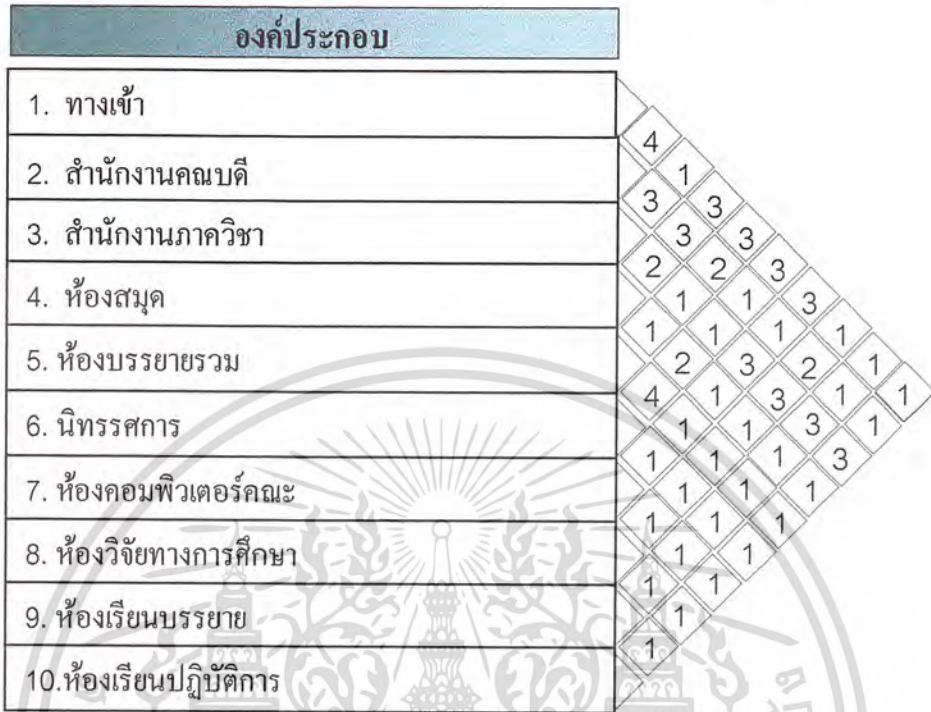 องค์ประกอบ
1. ทางเข้า
4
2. สำนักงานคณบดี 1
3 3
3. สำนักงานภาควิชา 3 3
2 2 3
4. ห้องสมุด 1 1 3
1 1 1 1
5. ห้องบรรยายรวม 2 3 2 1
4 1 3 1 1
6. นิทรรศการ 1 1 3 1
1 1 1 3
7. ห้องคอมพิวเตอร์คณะ 1 1 1
1 1 1
8. ห้องวิจัยทางการศึกษา 1 1
1 1
9. ห้องเรียนบรรยาย 1
1
10.ห้องเรียนปฏิบัติการ